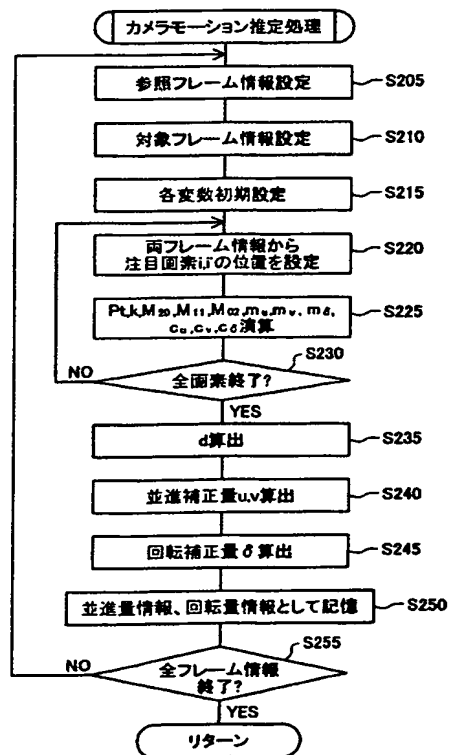 カメラモーション推定処理
参照フレーム情報設定
S205
対象フレーム情報設定
S210
各変数初期設定
S215
両フレーム情報から
注目画素i,jの位置を設定
S220
Pt,k,M20,M11,M02,mu,mv,mδ,
cu,cv,cδ演算
S225
S230
NO
全画素終了?
YES
d算出
S235
並進補正量u,v算出
S240
回転補正量δ算出
S245
並進量情報、回転量情報として記憶
S250
S255
NO
全フレーム情報
終了?
YES
リターン